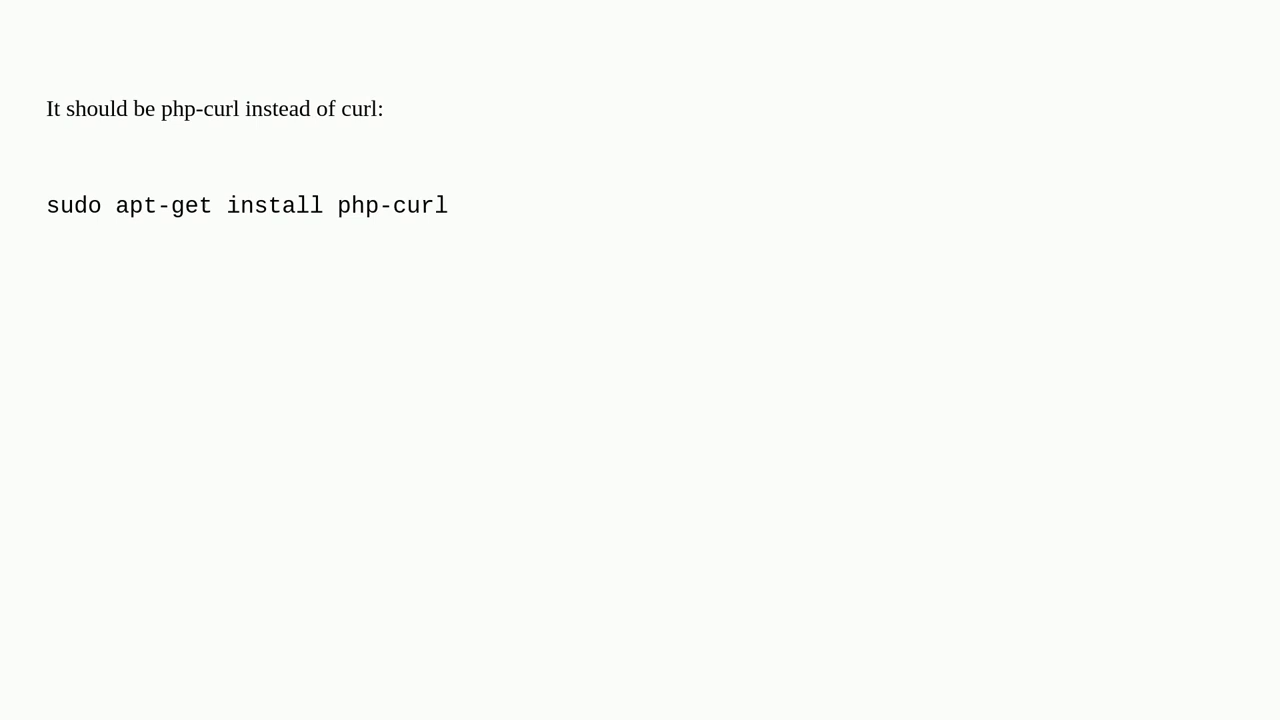 It should be php-curl instead of curl:
sudo apt-get install php-curl